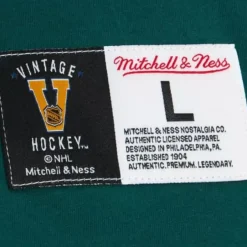 "VINTAGE
V
HOCKEY™
© NHL
Mitchell & Ness
Mitchell & Ness
L
MITCHELL & NESS NOSTALGIA CO.
AUTHENTIC LICENSED APPAREL
DESIGNED IN PHILADELPHIA, PA
ESTABLISHED 1904
AUTHENTIC. PREMIUM. LEGENDARY.